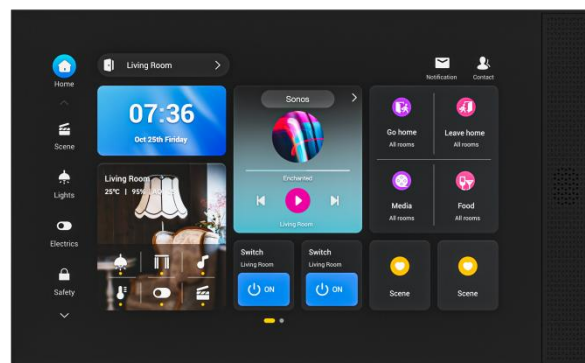 Home
Scene
Lights
Electrics
Safety
Living Room
Notification
Contact
07:36
Oct 25th Finday
Living Room
25℃ | 95%
Sonos
Enchanted
Living Room
Go home
All rooms
Leave home
All rooms
Media
All rooms
Food
All rooms
Switch
Living Room
ON
Switch
Living Room
ON
Scene
Scene